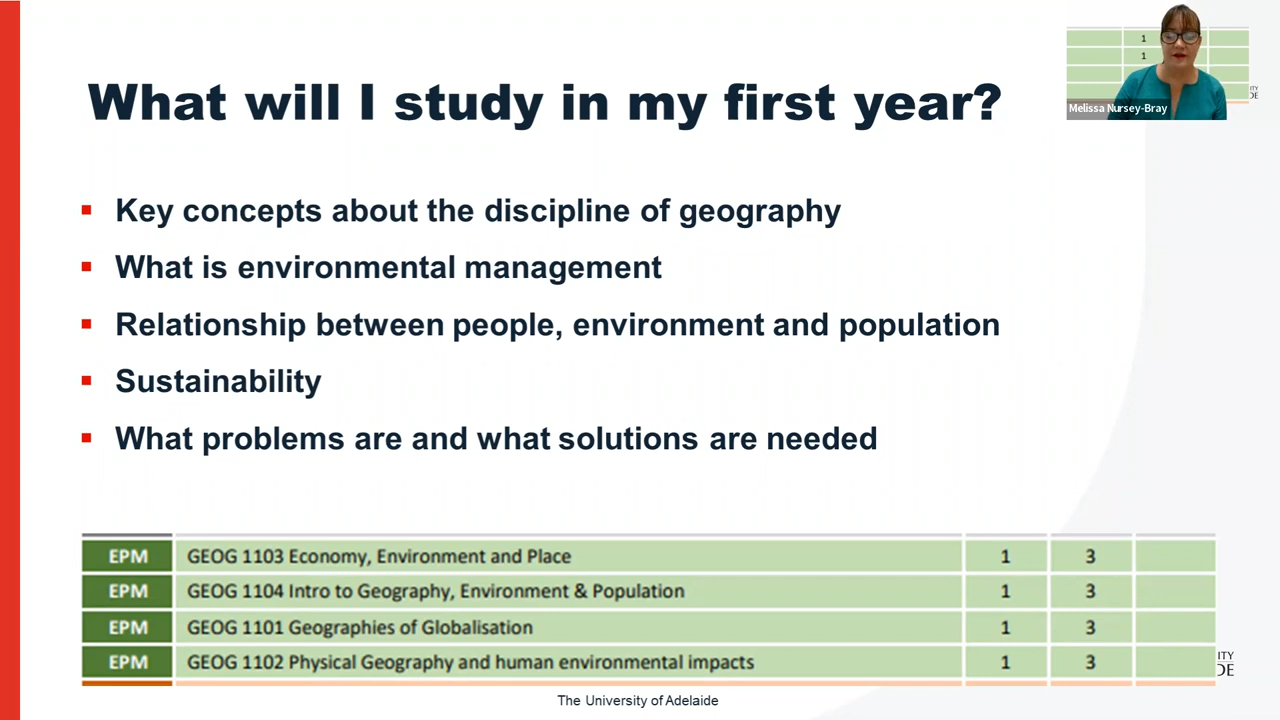 What will I study in my first year?
1
1
Melissa Nursey-Bray
▪ Key concepts about the discipline of geography
▪ What is environmental management
▪ Relationship between people, environment and population
▪ Sustainability
▪ What problems are and what solutions are needed
EPM GEOG 1103 Economy, Environment and Place 1 3
EPM GEOG 1104 Intro to Geography, Environment & Population 1 3
EPM GEOG 1101 Geographies of Globalisation 1 3
EPM GEOG 1102 Physical Geography and human environmental impacts 1 3
The University of Adelaide